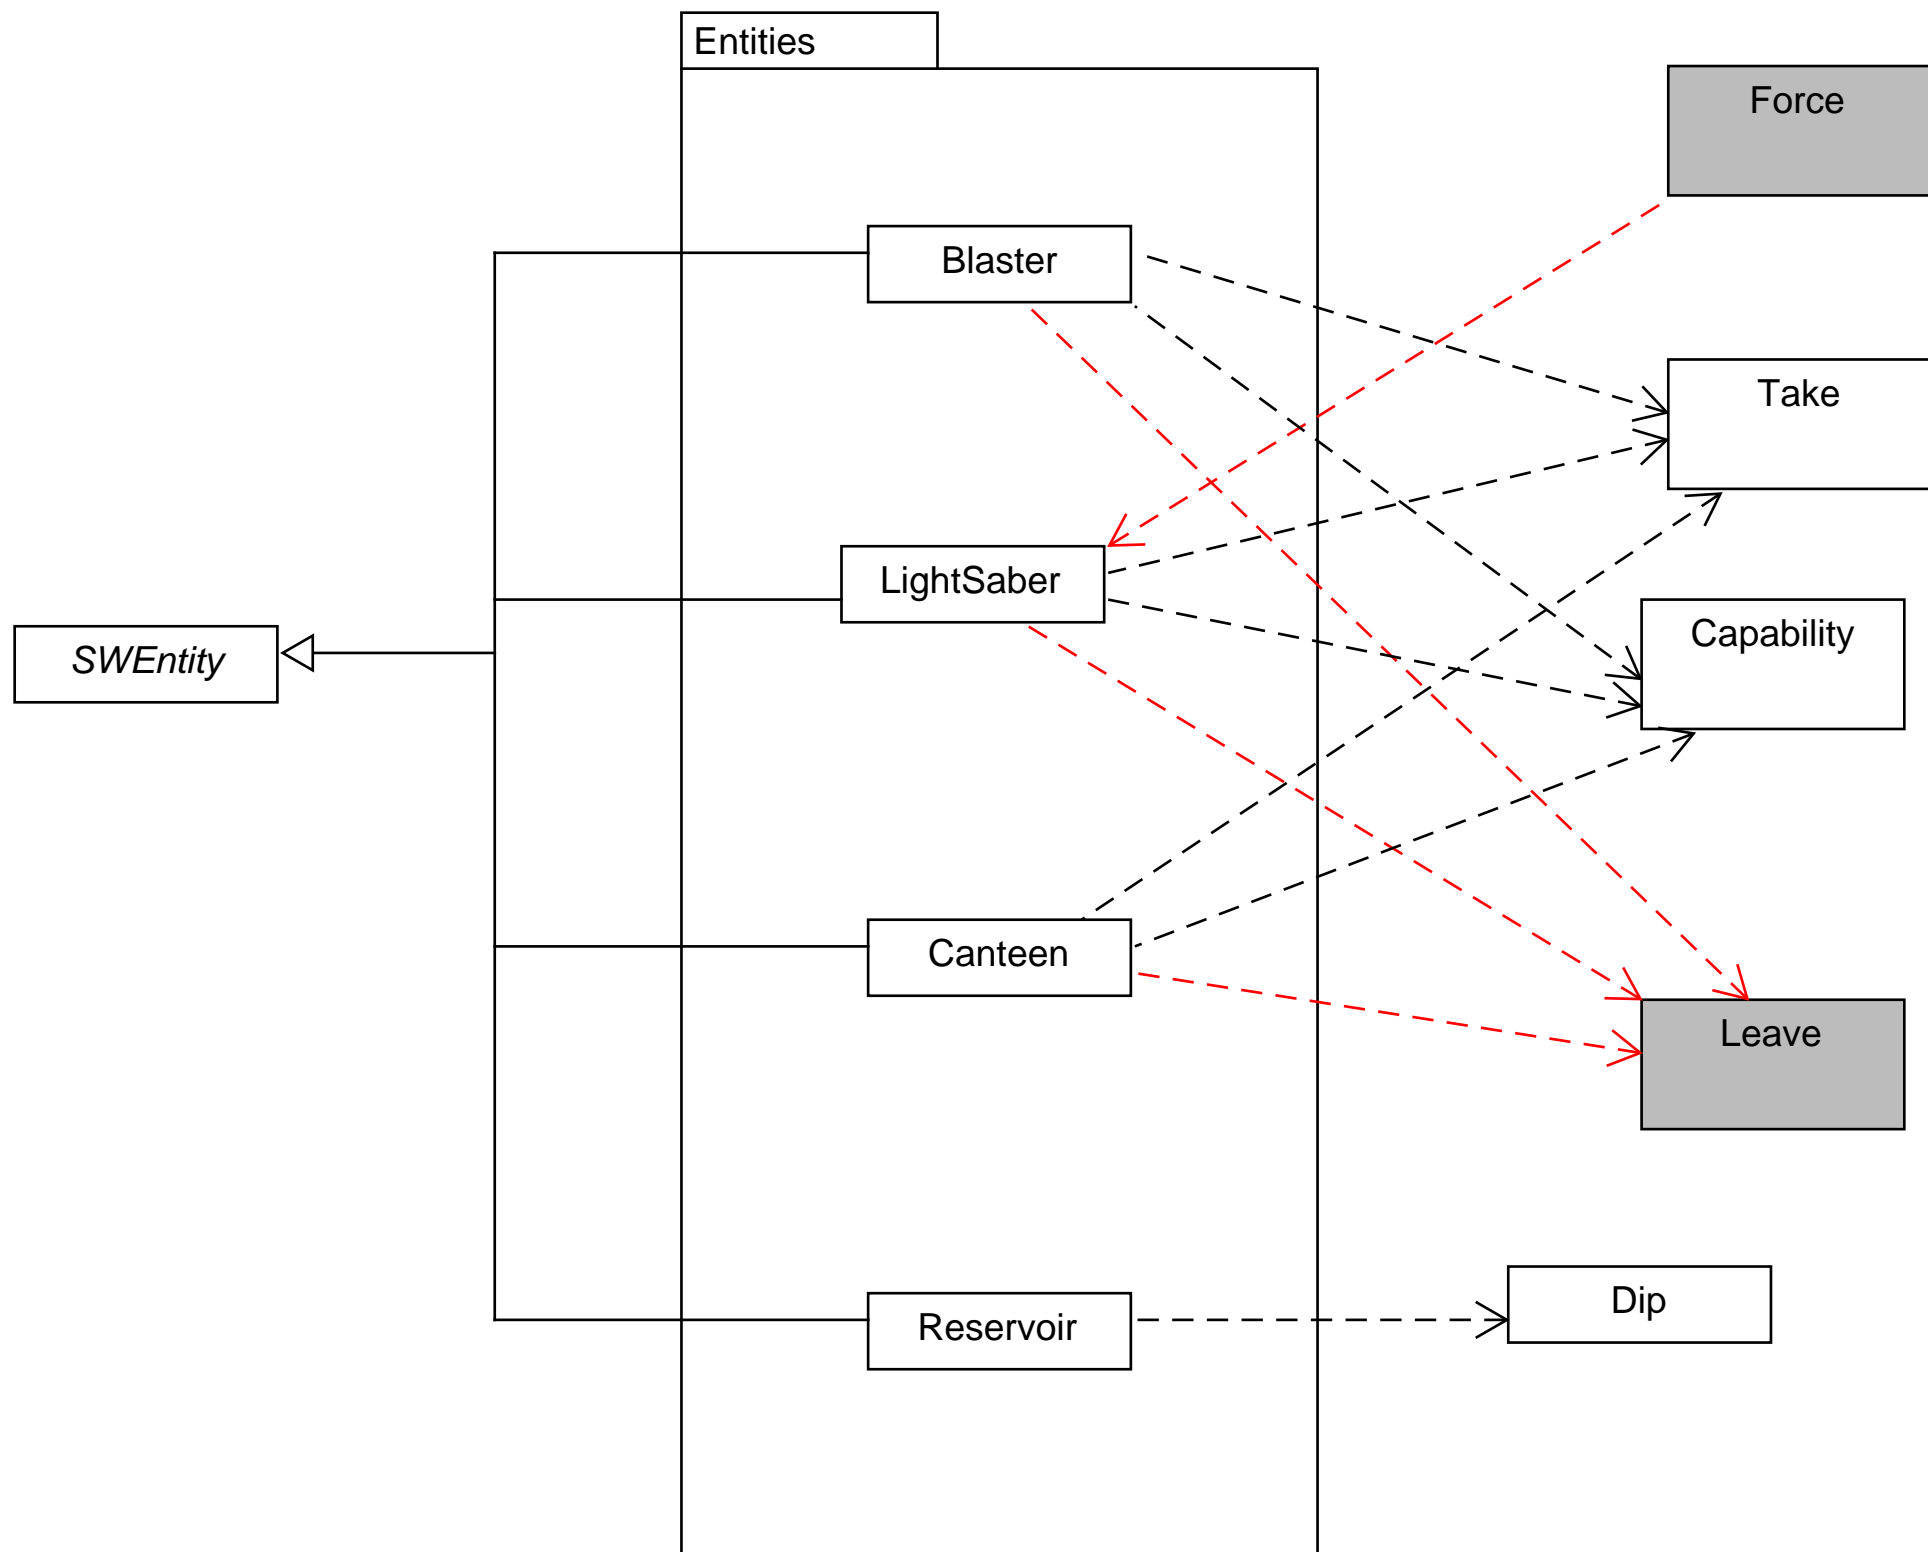 Entities
Force
Blaster
Take
LightSaber
Capability
SWEntity
Canteen
Leave
Reservoir
Dip